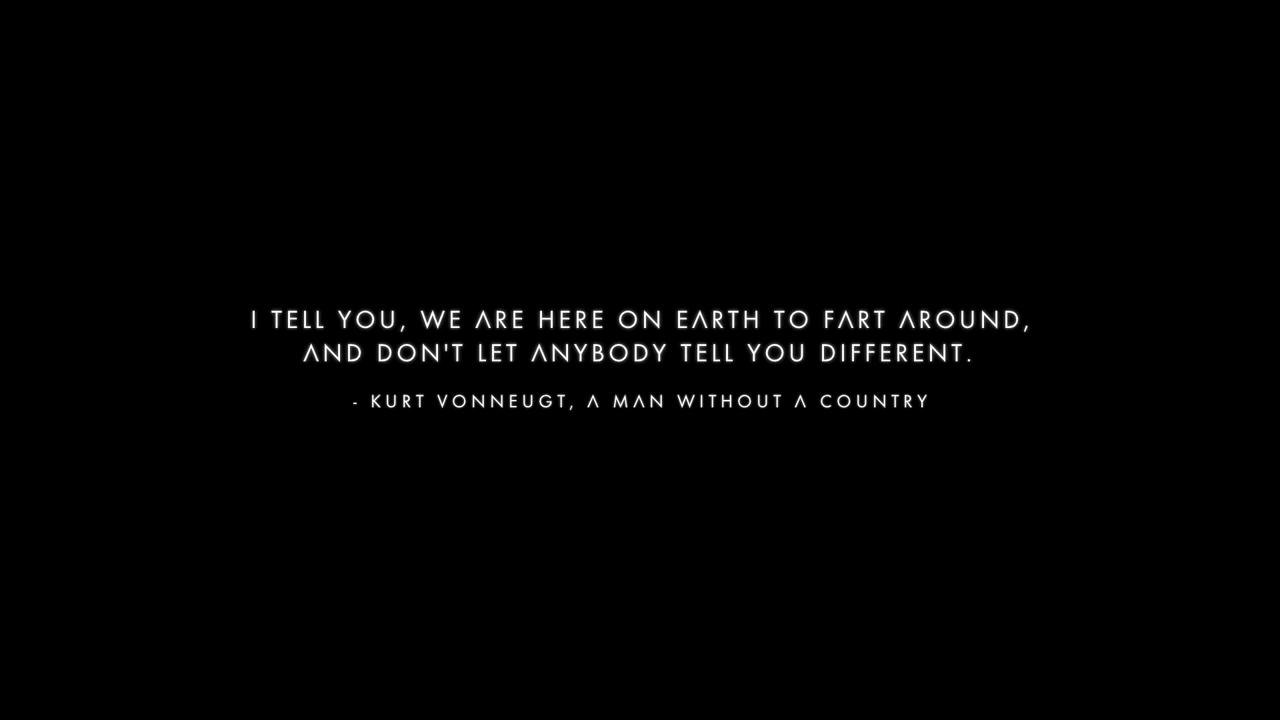 I TELL YOU, WE ARE HERE ON EARTH TO FART AROUND,
AND DON'T LET ANYBODY TELL YOU DIFFERENT.
- KURT VONNEUGT, A MAN WITHOUT A COUNTRY